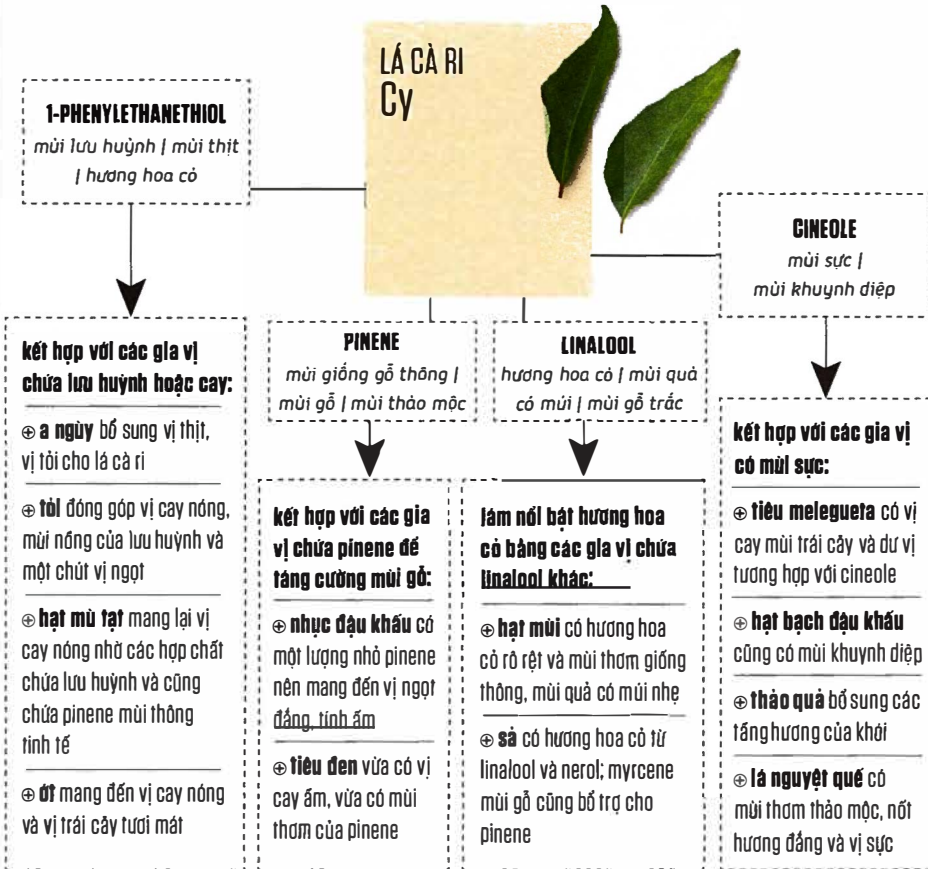 LÁ CÀ RI
Cy
1-PHENYLETHANETHIOL
mùi lưu huỳnh | mùi thịt
| hương hoa cỏ
CINEOLE
mùi sực |
mùi khuynh diệp
PINENE
mùi giống gỗ thông |
mùi gỗ | mùi thảo mộc
LINALOOL
hương hoa cỏ | mùi quả
có múi | mùi gỗ trắc
kết hợp với các gia vị
chứa lưu huỳnh hoặc cay:
⊕ a ngùy bổ sung vị thịt,
vị tỏi cho lá cà ri
⊕ tỏi đóng góp vị cay nóng,
mùi nồng của lưu huỳnh và
một chút vị ngọt
⊕ hạt mù tạt mang lại vị
cay nóng nhờ các hợp chất
chứa lưu huỳnh và cũng
chứa pinene mùi thông
tinh tế
⊕ ớt mang đến vị cay nóng
và vị trái cây tươi mát
kết hợp với các gia
vị chứa pinene để
tăng cường mùi gỗ:
⊕ nhục đậu khấu có
một lượng nhỏ pinene
nên mang đến vị ngọt
đắng, tính ấm
⊕ tiêu đen vừa có vị
cay ấm, vừa có mùi
thơm của pinene
làm nổi bật hương hoa
cỏ bằng các gia vị chứa
linalool khác:
⊕ hạt mùi có hương hoa
cỏ rõ rệt và mùi thơm giống
thông, mùi quả có múi nhẹ
⊕ sả có hương hoa cỏ từ
linalool và nerol; myrcene
mùi gỗ cũng bổ trợ cho
pinene
kết hợp với các gia vị
có mùi sực:
⊕ tiêu melegueta có vị
cay mùi trái cây và dư vị
tương hợp với cineole
⊕ hạt bạch đậu khấu
cũng có mùi khuynh diệp
⊕ thảo quả bổ sung các
tầng hương của khói
⊕ lá nguyệt quế có
mùi thơm thảo mộc, nốt
hương đắng và vị sực